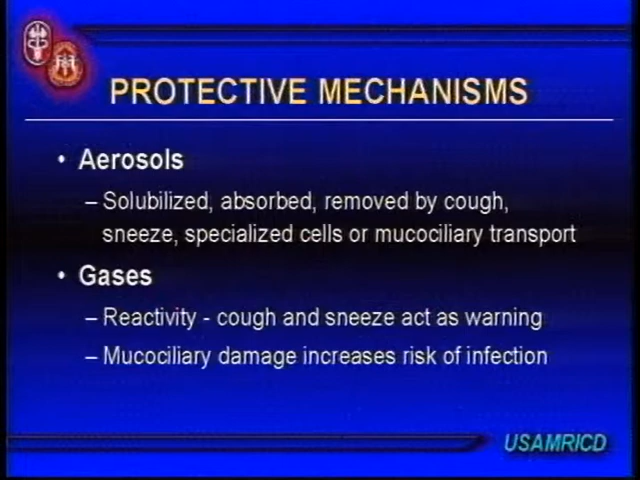 PROTECTIVE MECHANISMS
• Aerosols
– Solubilized, absorbed, removed by cough,
sneeze, specialized cells or mucociliary transport
• Gases
– Reactivity - cough and sneeze act as warning
– Mucociliary damage increases risk of infection
USAMRICD